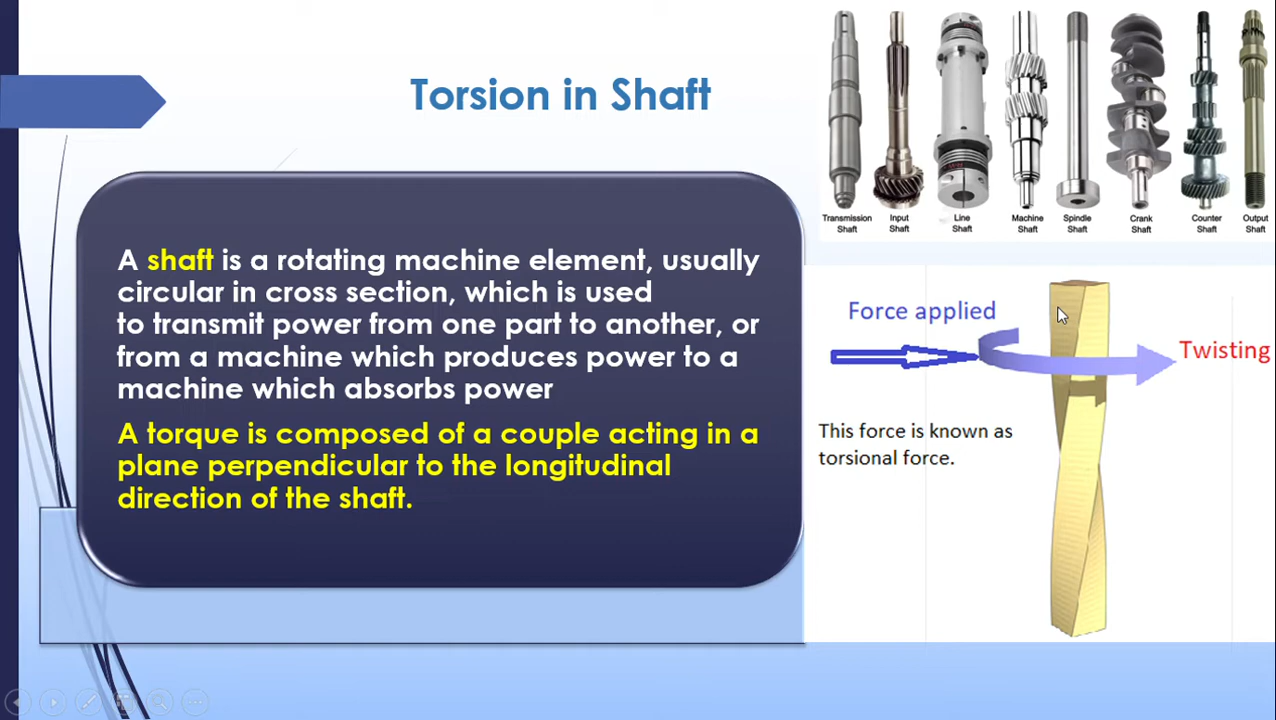 Torsion in Shaft
A shaft is a rotating machine element, usually
circular in cross section, which is used
to transmit power from one part to another, or
from a machine which produces power to a
machine which absorbs power
A torque is composed of a couple acting in a
plane perpendicular to the longitudinal
direction of the shaft.
Transmission Shaft
Input Shaft
Line Shaft
Machine Shaft
Spindle Shaft
Crank Shaft
Counter Shaft
Output Shaft
Force applied
Twisting
This force is known as
torsional force.